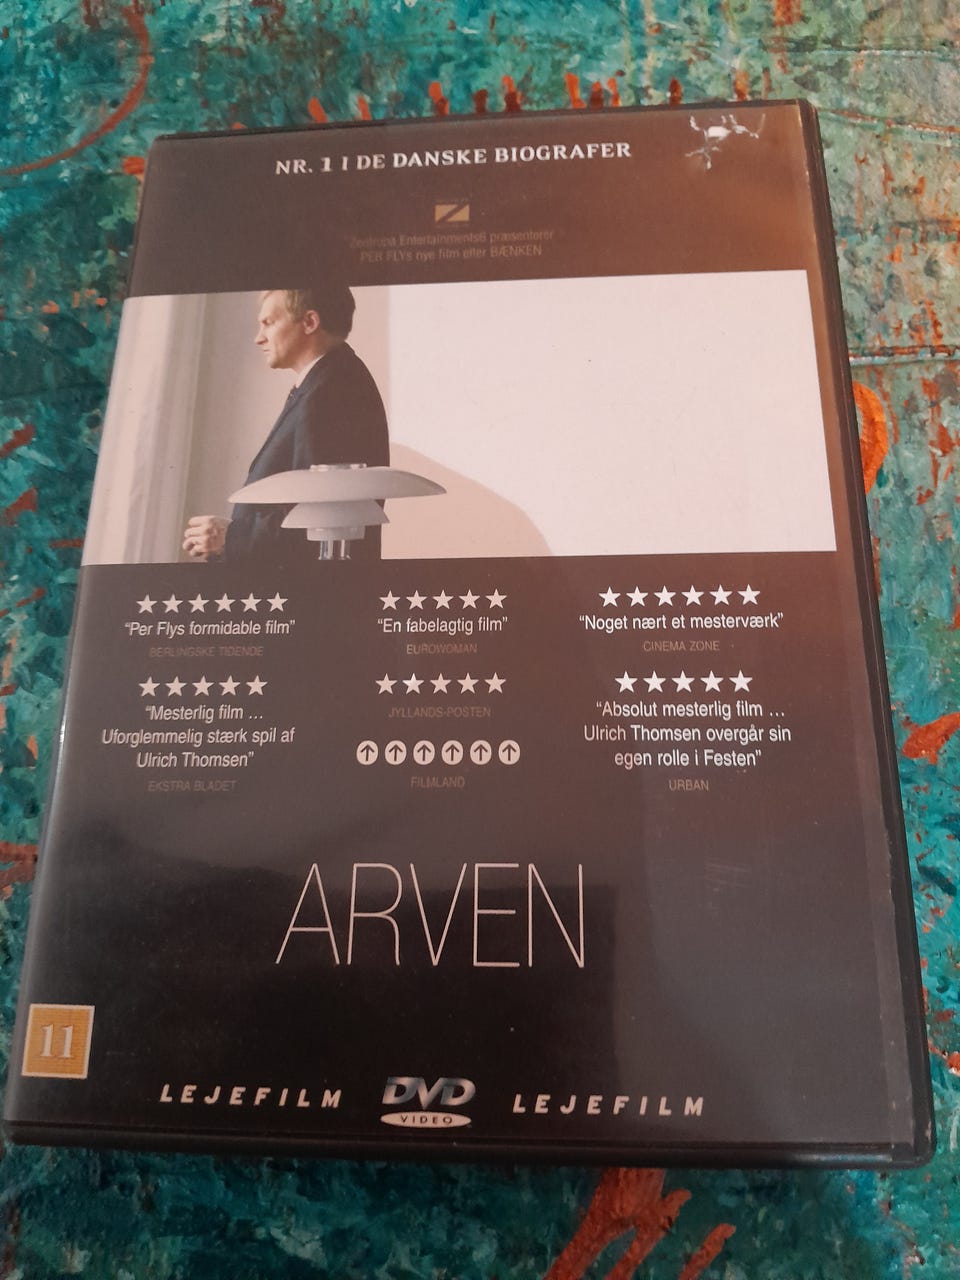 NR. 1 I DE DANSKE BIOGRAFER
Zentropa Entertainments6 præsenterer
PER FLYs nye film efter BÆNKEN
★★★★★★
"Per Flys formidable film"
BERLINGSKE TIDENDE
★★★★★
"En fabelagtig film"
EUROWOMAN
★★★★★★
"Noget nært et mesterværk"
CINEMA ZONE
★★★★★
"Mesterlig film ...
Uforglemmelig stærk spil af
Ulrich Thomsen"
EKSTRA BLADET
★★★★★
JYLLANDS-POSTEN
FILMLAND
★★★★★
"Absolut mesterlig film ...
Ulrich Thomsen overgår sin
egen rolle i Festen"
URBAN
ARVEN
11
LEJEFILM DVD VIDEO LEJEFILM